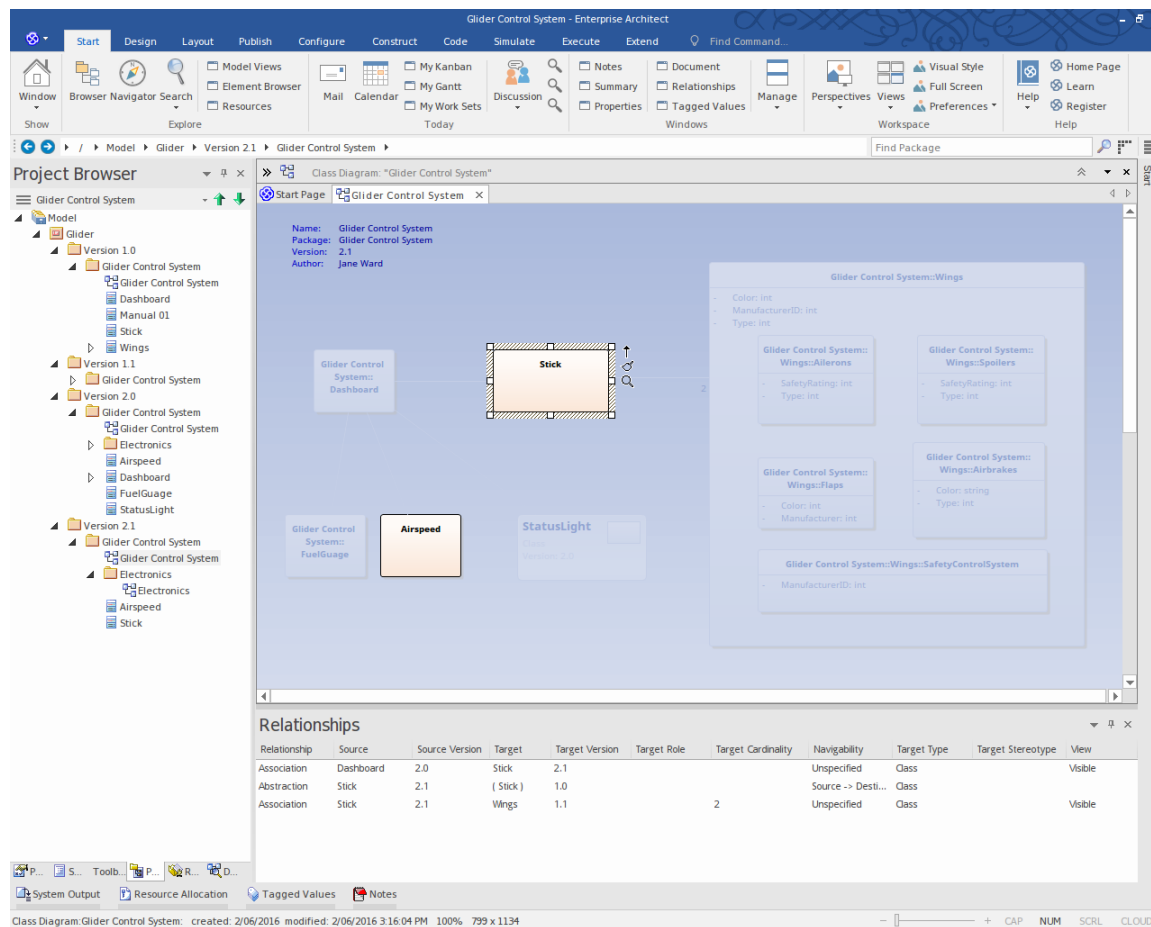 Glider Control System - Enterprise Architect
Start Design Layout Publish Configure Construct Code Simulate Execute Extend Find Command...
Window
Show
Browser Navigator Search
Model Views
Element Browser
Resources
Explore
Mail Calendar
My Kanban
My Gantt
My Work Sets
Today
Discussion
Notes
Summary
Properties
Document
Relationships
Tagged Values
Manage
Windows
Perspectives Views
Visual Style
Full Screen
Preferences
Workspace
Help
Home Page
Learn
Register
Help
/ Model Glider Version 2.1 Glider Control System
Find Package
Project Browser
Glider Control System
Model
Glider
Version 1.0
Glider Control System
Glider Control System
Dashboard
Manual 01
Stick
Wings
Version 1.1
Glider Control System
Version 2.0
Glider Control System
Glider Control System
Electronics
Airspeed
Dashboard
FuelGuage
StatusLight
Version 2.1
Glider Control System
Glider Control System
Electronics
Electronics
Airspeed
Stick
P... S... Toolb... P... R... D...
Class Diagram: "Glider Control System"
Start Page Glider Control System
Start
Name: Glider Control System
Package: Glider Control System
Version: 2.1
Author: Jane Ward
Glider Control System::Wings
- Color: int
- ManufacturerID: int
- Type: int
Glider Control
System::
Dashboard
Stick
2
Glider Control System::
Wings::Ailerons
- SafetyRating: int
- Type: int
Glider Control System::
Wings::Spoilers
- SafetyRating: int
- Type: int
Glider Control System::
Wings::Flaps
- Color: int
- Manufacturer: int
Glider Control System::
Wings::Airbrakes
- Color: string
- Type: int
Glider Control
System::
FuelGuage
Airspeed
StatusLight
Glider Control System::Wings::SafetyControlSystem
- ManufacturerID: int
Relationships
Relationship Source Source Version Target Target Version Target Role Target Cardinality Navigability Target Type Target Stereotype View
Association Dashboard 2.0 Stick 2.1 Unspecified Class Visible
Abstraction Stick 2.1 ( Stick ) 1.0 Source -> Desti... Class
Association Stick 2.1 Wings 1.1 2 Unspecified Class Visible
System Output Resource Allocation Tagged Values Notes
Class Diagram:Glider Control System: created: 2/06/2016 modified: 2/06/2016 3:16:04 PM 100% 799 x 1134
CAP NUM SCRL CLOUD